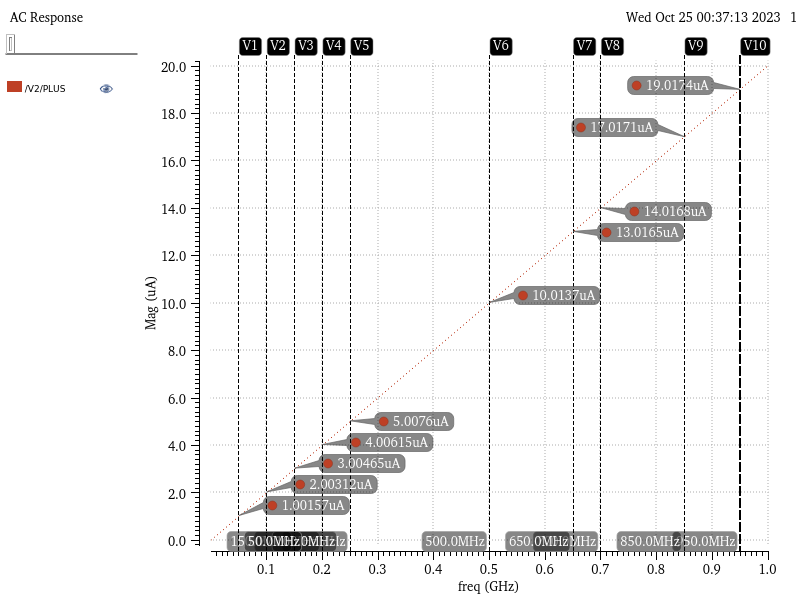 AC Response
Wed Oct 25 00:37:13 2023 1
V1 V2 V3 V4 V5 V6 V7 V8 V9 V10
/V2/PLUS
20.0
18.0
16.0
14.0
12.0
10.0
8.0
6.0
4.0
2.0
0.0
Mag (uA)
19.0174uA
17.0171uA
14.0168uA
13.0165uA
10.0137uA
5.0076uA
4.00615uA
3.00465uA
2.00312uA
1.00157uA
50.0MHz
500.0MHz
650.0MHz
850.0MHz
0.1 0.2 0.3 0.4 0.5 0.6 0.7 0.8 0.9 1.0
freq (GHz)